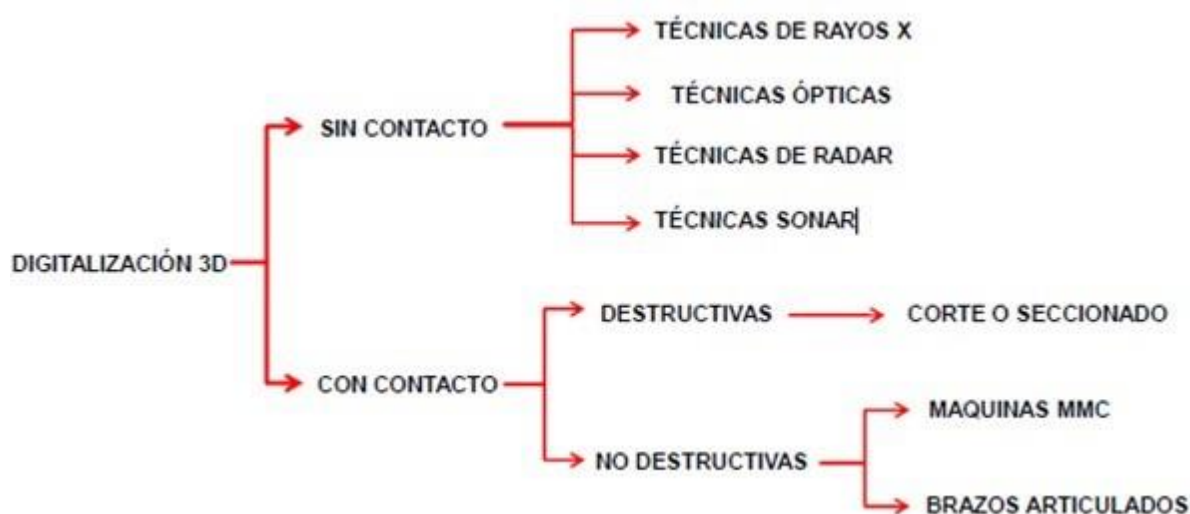 TÉCNICAS DE RAYOS X
TÉCNICAS ÓPTICAS
SIN CONTACTO
TÉCNICAS DE RADAR
TÉCNICAS SONAR
DIGITALIZACIÓN 3D
DESTRUCTIVAS
CORTE O SECCIONADO
CON CONTACTO
MAQUINAS MMC
NO DESTRUCTIVAS
BRAZOS ARTICULADOS